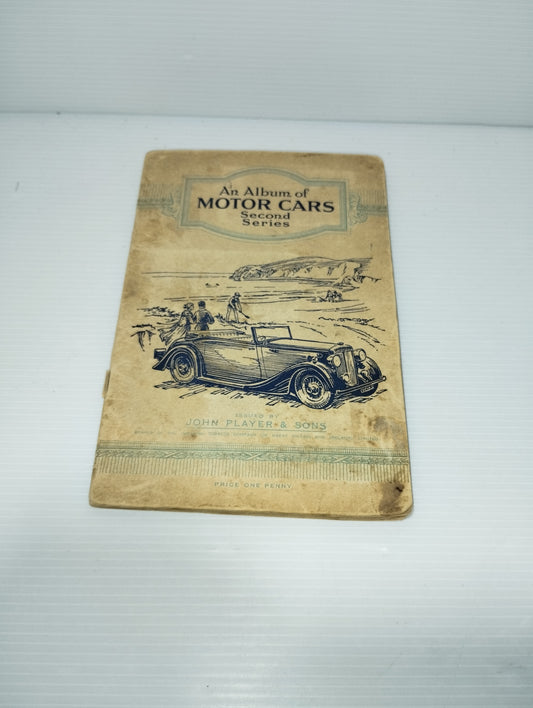 An Album of
MOTOR CARS
Second
Series
ISSUED BY
JOHN PLAYER & SONS
PRICE ONE PENNY